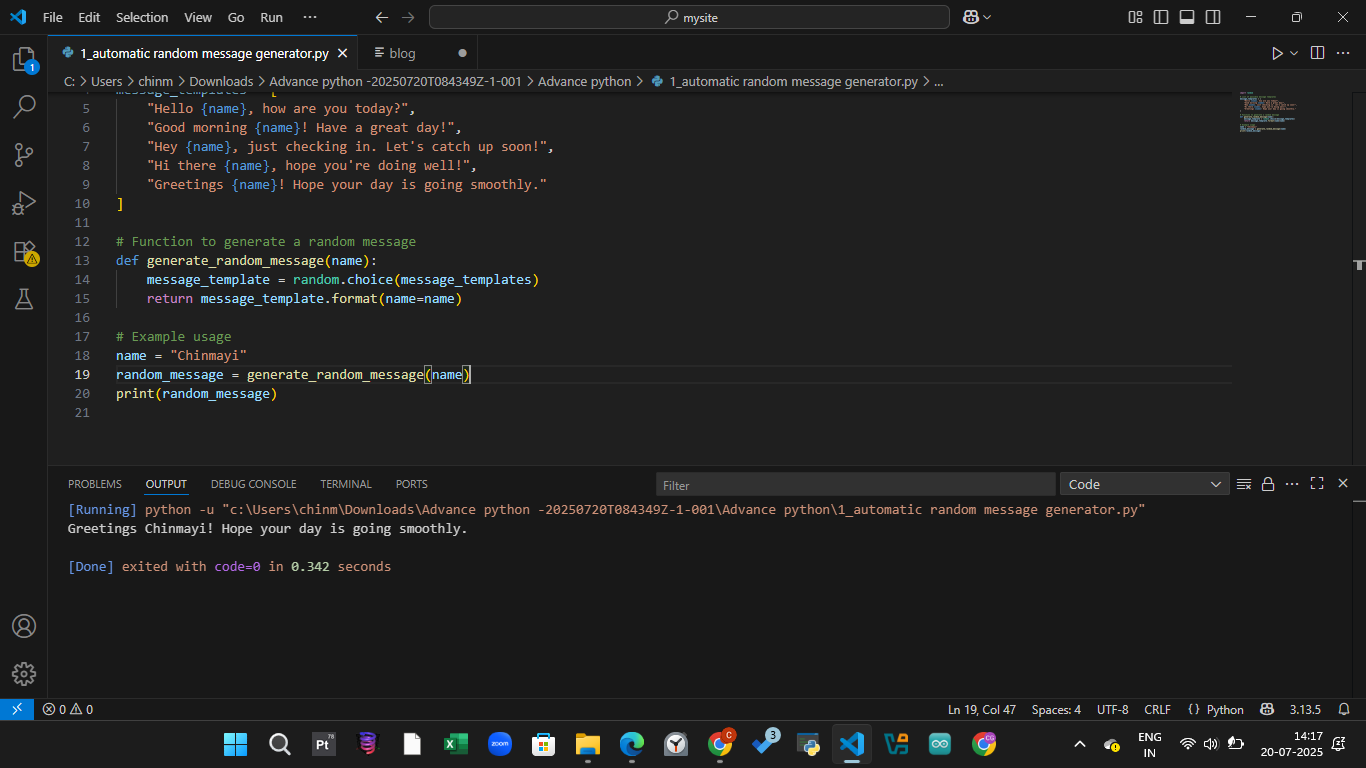 File Edit Selection View Go Run ··· mysite
1_automatic random message generator.py blog
C: > Users > chinm > Downloads > Advance python -20250720T084349Z-1-001 > Advance python > 1_automatic random message generator.py > ...
5 "Hello {name}, how are you today?",
6 "Good morning {name}! Have a great day!",
7 "Hey {name}, just checking in. Let's catch up soon!",
8 "Hi there {name}, hope you're doing well!",
9 "Greetings {name}! Hope your day is going smoothly."
10 ]
11
12 # Function to generate a random message
13 def generate_random_message(name):
14 message_template = random.choice(message_templates)
15 return message_template.format(name=name)
16
17 # Example usage
18 name = "Chinmayi"
19 random_message = generate_random_message(name)
20 print(random_message)
21
PROBLEMS OUTPUT DEBUG CONSOLE TERMINAL PORTS Filter Code
[Running] python -u "c:\Users\chinm\Downloads\Advance python -20250720T084349Z-1-001\Advance python\1_automatic random message generator.py"
Greetings Chinmayi! Hope your day is going smoothly.
[Done] exited with code=0 in 0.342 seconds
0 0 Ln 19, Col 47 Spaces: 4 UTF-8 CRLF {} Python 3.13.5
Pt zoom 3 ENG 14:17
IN 20-07-2025